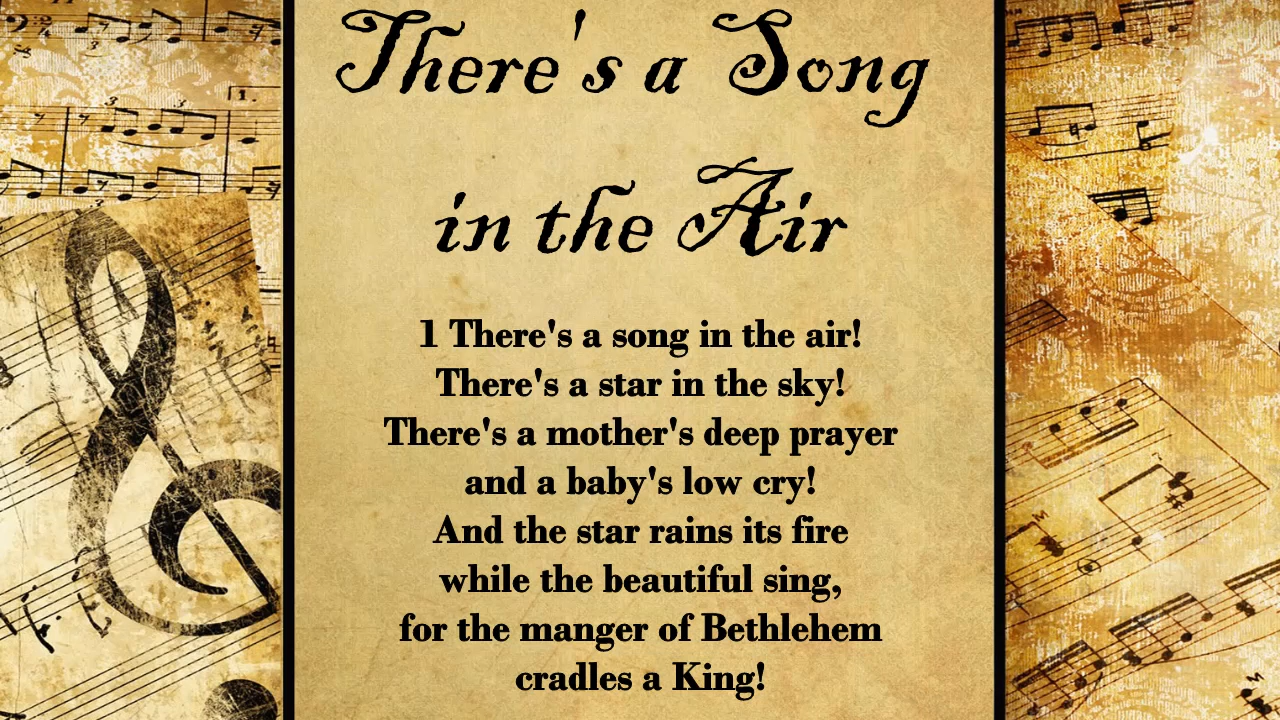 There's a Song
in the Air
1 There's a song in the air!
There's a star in the sky!
There's a mother's deep prayer
and a baby's low cry!
And the star rains its fire
while the beautiful sing,
for the manger of Bethlehem
cradles a King!